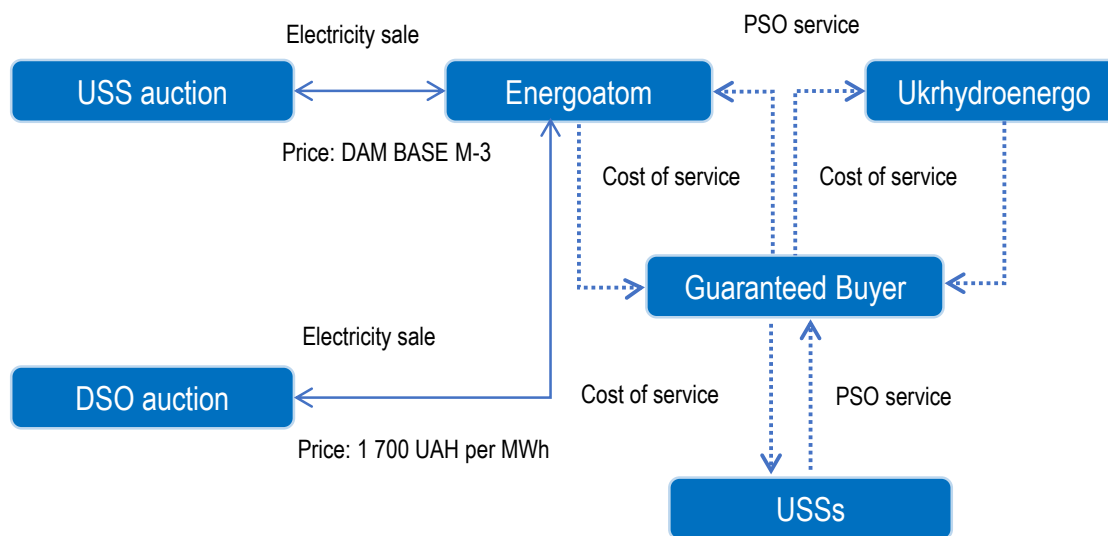 Electricity sale
PSO service
USS auction
Energoatom
Ukrhydroenergo
Price: DAM BASE M-3
Cost of service
Cost of service
Guaranteed Buyer
Electricity sale
DSO auction
Cost of service
PSO service
Price: 1 700 UAH per MWh
USSs